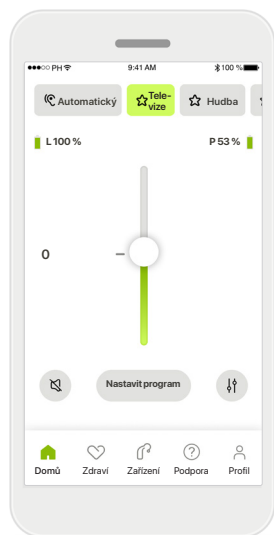 PH 9:41 AM 100 %
Automatický Tele-
vize Hudba
L 100 % P 53 %
0
Nastavit program
Domů Zdraví Zařízení Podpora Profil